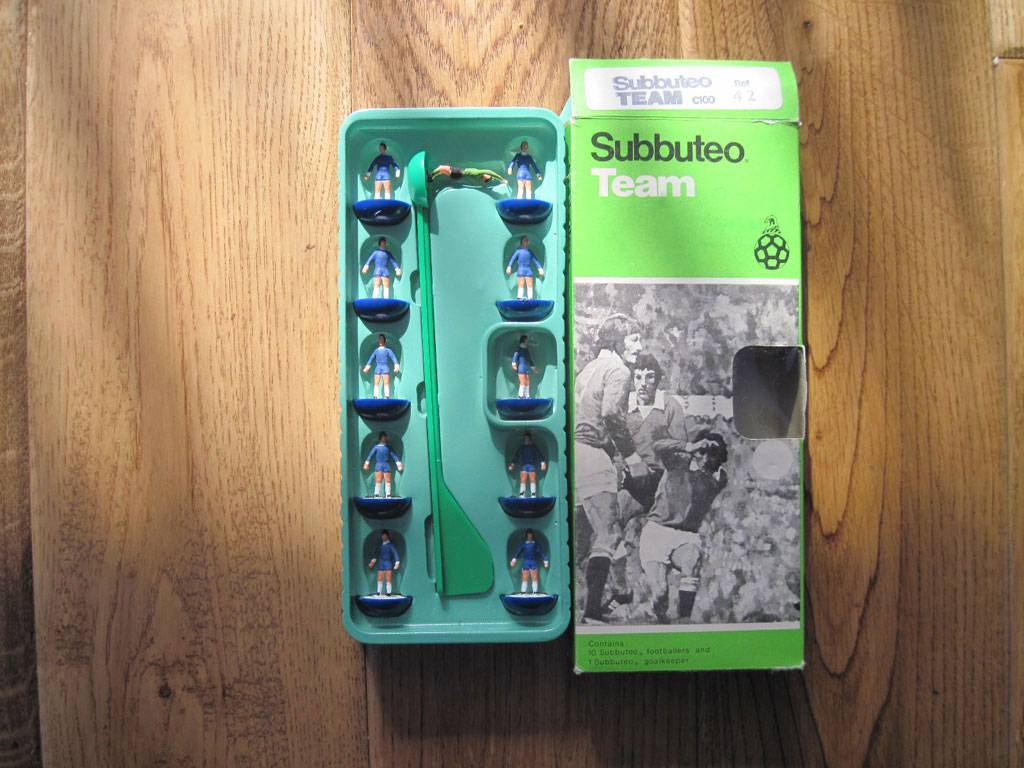 Subbuteo Ref
TEAM C100 42
Subbuteo®
Team
Contains:
10 Subbuteo® footballers and
1 Subbuteo® goalkeeper